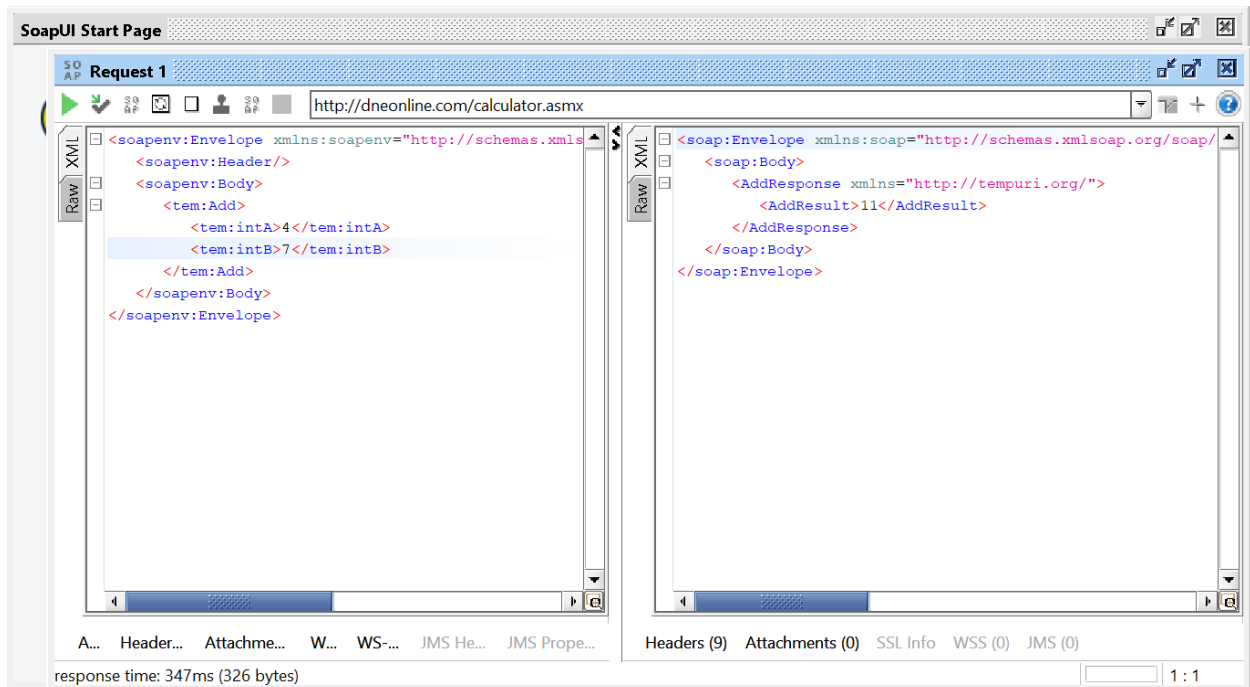 SoapUI Start Page
SO
AP
Request 1
http://dneonline.com/calculator.asmx
XML
Raw
<soapenv:Envelope xmlns:soapenv="http://schemas.xmls
<soapenv:Header/>
<soapenv:Body>
<tem:Add>
<tem:intA>4</tem:intA>
<tem:intB>7</tem:intB>
</tem:Add>
</soapenv:Body>
</soapenv:Envelope>
XML
Raw
<soap:Envelope xmlns:soap="http://schemas.xmlsoap.org/soap/
<soap:Body>
<AddResponse xmlns="http://tempuri.org/">
<AddResult>11</AddResult>
</AddResponse>
</soap:Body>
</soap:Envelope>
A... Header... Attachme... W... WS-... JMS He... JMS Prope...
Headers (9) Attachments (0) SSL Info WSS (0) JMS (0)
response time: 347ms (326 bytes)
1 : 1